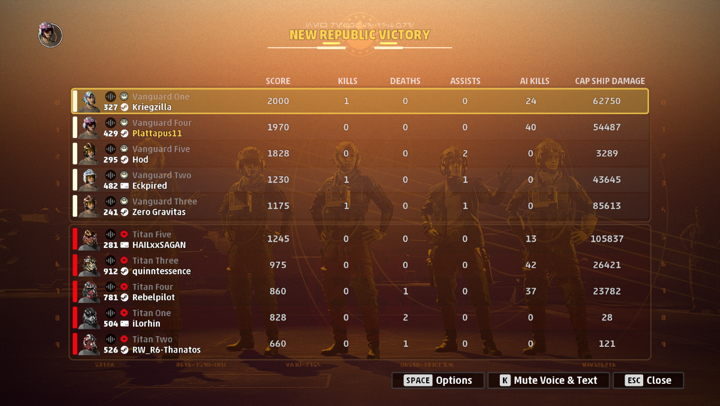 NEW REPUBLIC VICTORY
SCORE KILLS DEATHS ASSISTS AI KILLS CAP SHIP DAMAGE
Vanguard One
327 Kriegzilla 2000 1 0 0 24 62750
Vanguard Four
429 Plattapus11 1970 0 0 0 40 54487
Vanguard Five
295 Hod 1828 0 0 2 0 3289
Vanguard Two
482 Eckpired 1230 1 0 1 0 43645
Vanguard Three
241 Zero Gravitas 1175 1 0 1 0 85613
Titan Five
281 HAILxxSAGAN 1245 0 0 0 13 105837
Titan Three
912 quinntessence 975 0 0 0 42 26421
Titan Four
781 Rebelpilot 860 0 1 0 37 23782
Titan One
504 iLorhin 828 0 2 0 0 28
Titan Two
526 RW_R6-Thanatos 660 0 1 0 0 121
SPACE Options K Mute Voice & Text ESC Close